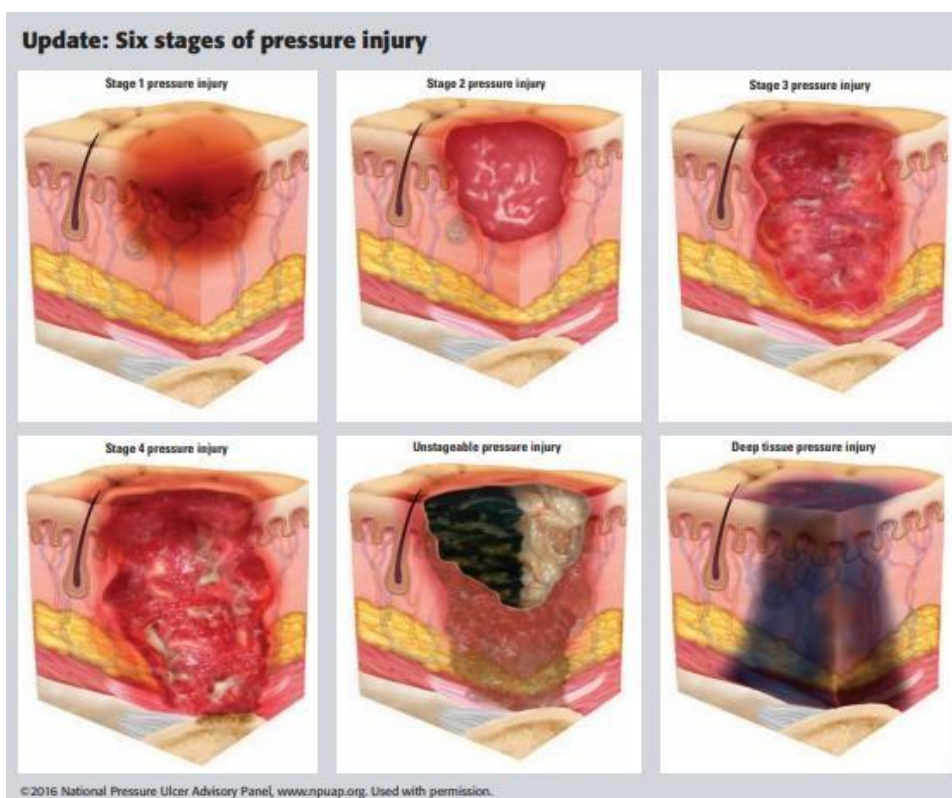 Update: Six stages of pressure injury
Stage 1 pressure injury
Stage 2 pressure injury
Stage 3 pressure injury
Stage 4 pressure injury
Unstageable pressure injury
Deep tissue pressure injury
©2016 National Pressure Ulcer Advisory Panel, www.npuap.org. Used with permission.